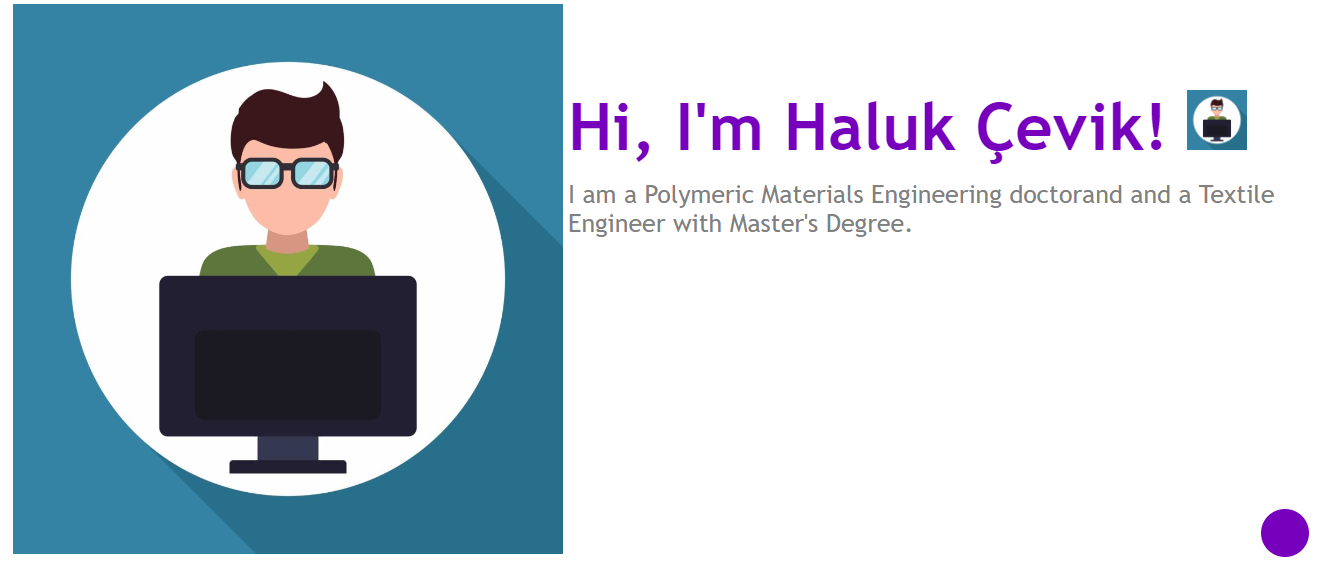 Hi, I'm Haluk Çevik!
I am a Polymeric Materials Engineering doctorand and a Textile
Engineer with Master's Degree.